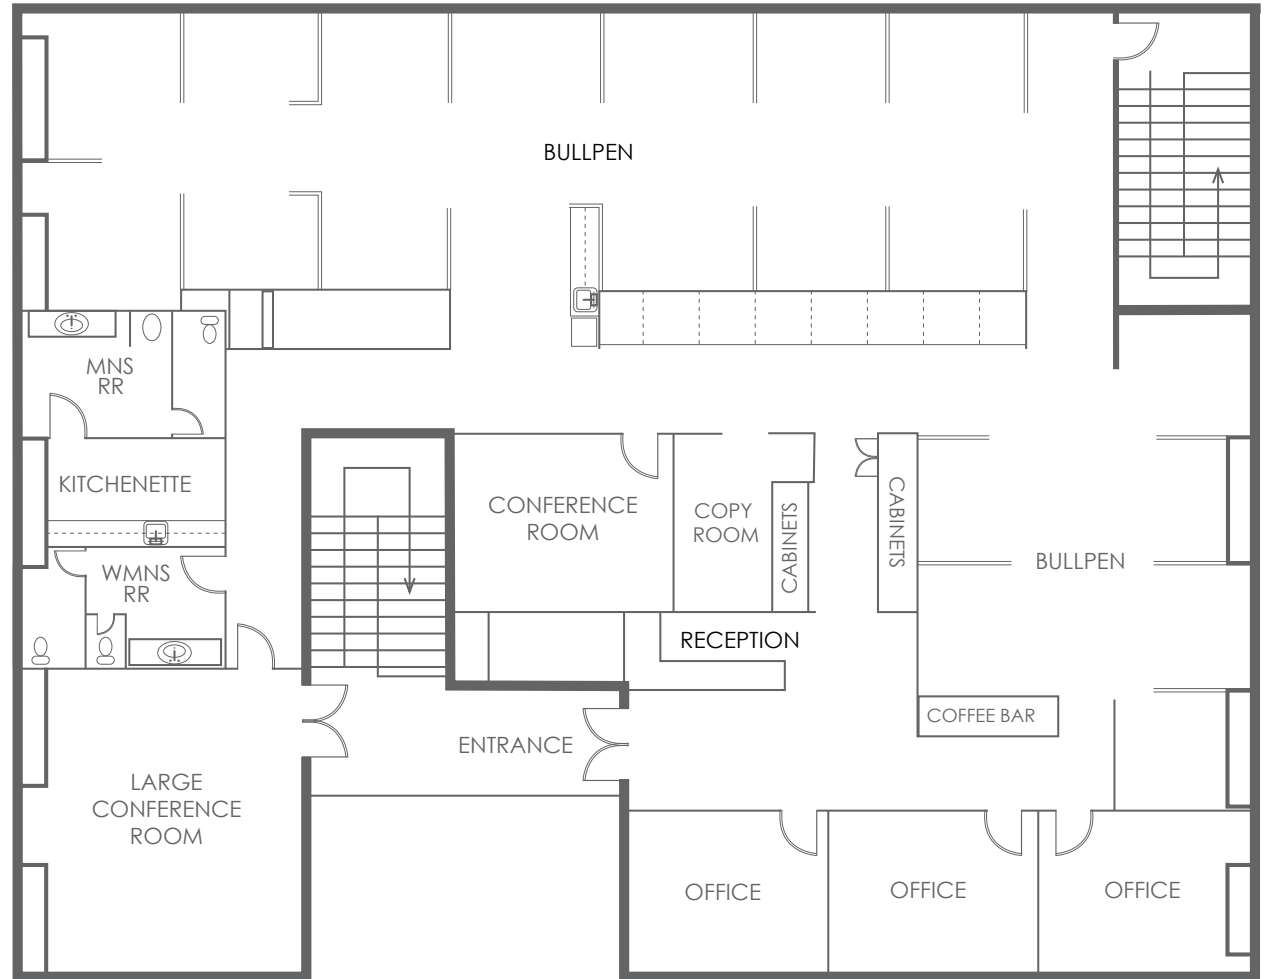 BULLPEN
MNS
RR
KITCHENETTE
WMNS
RR
CONFERENCE
ROOM
COPY
ROOM
CABINETS
CABINETS
BULLPEN
RECEPTION
COFFEE BAR
ENTRANCE
LARGE
CONFERENCE
ROOM
OFFICE
OFFICE
OFFICE